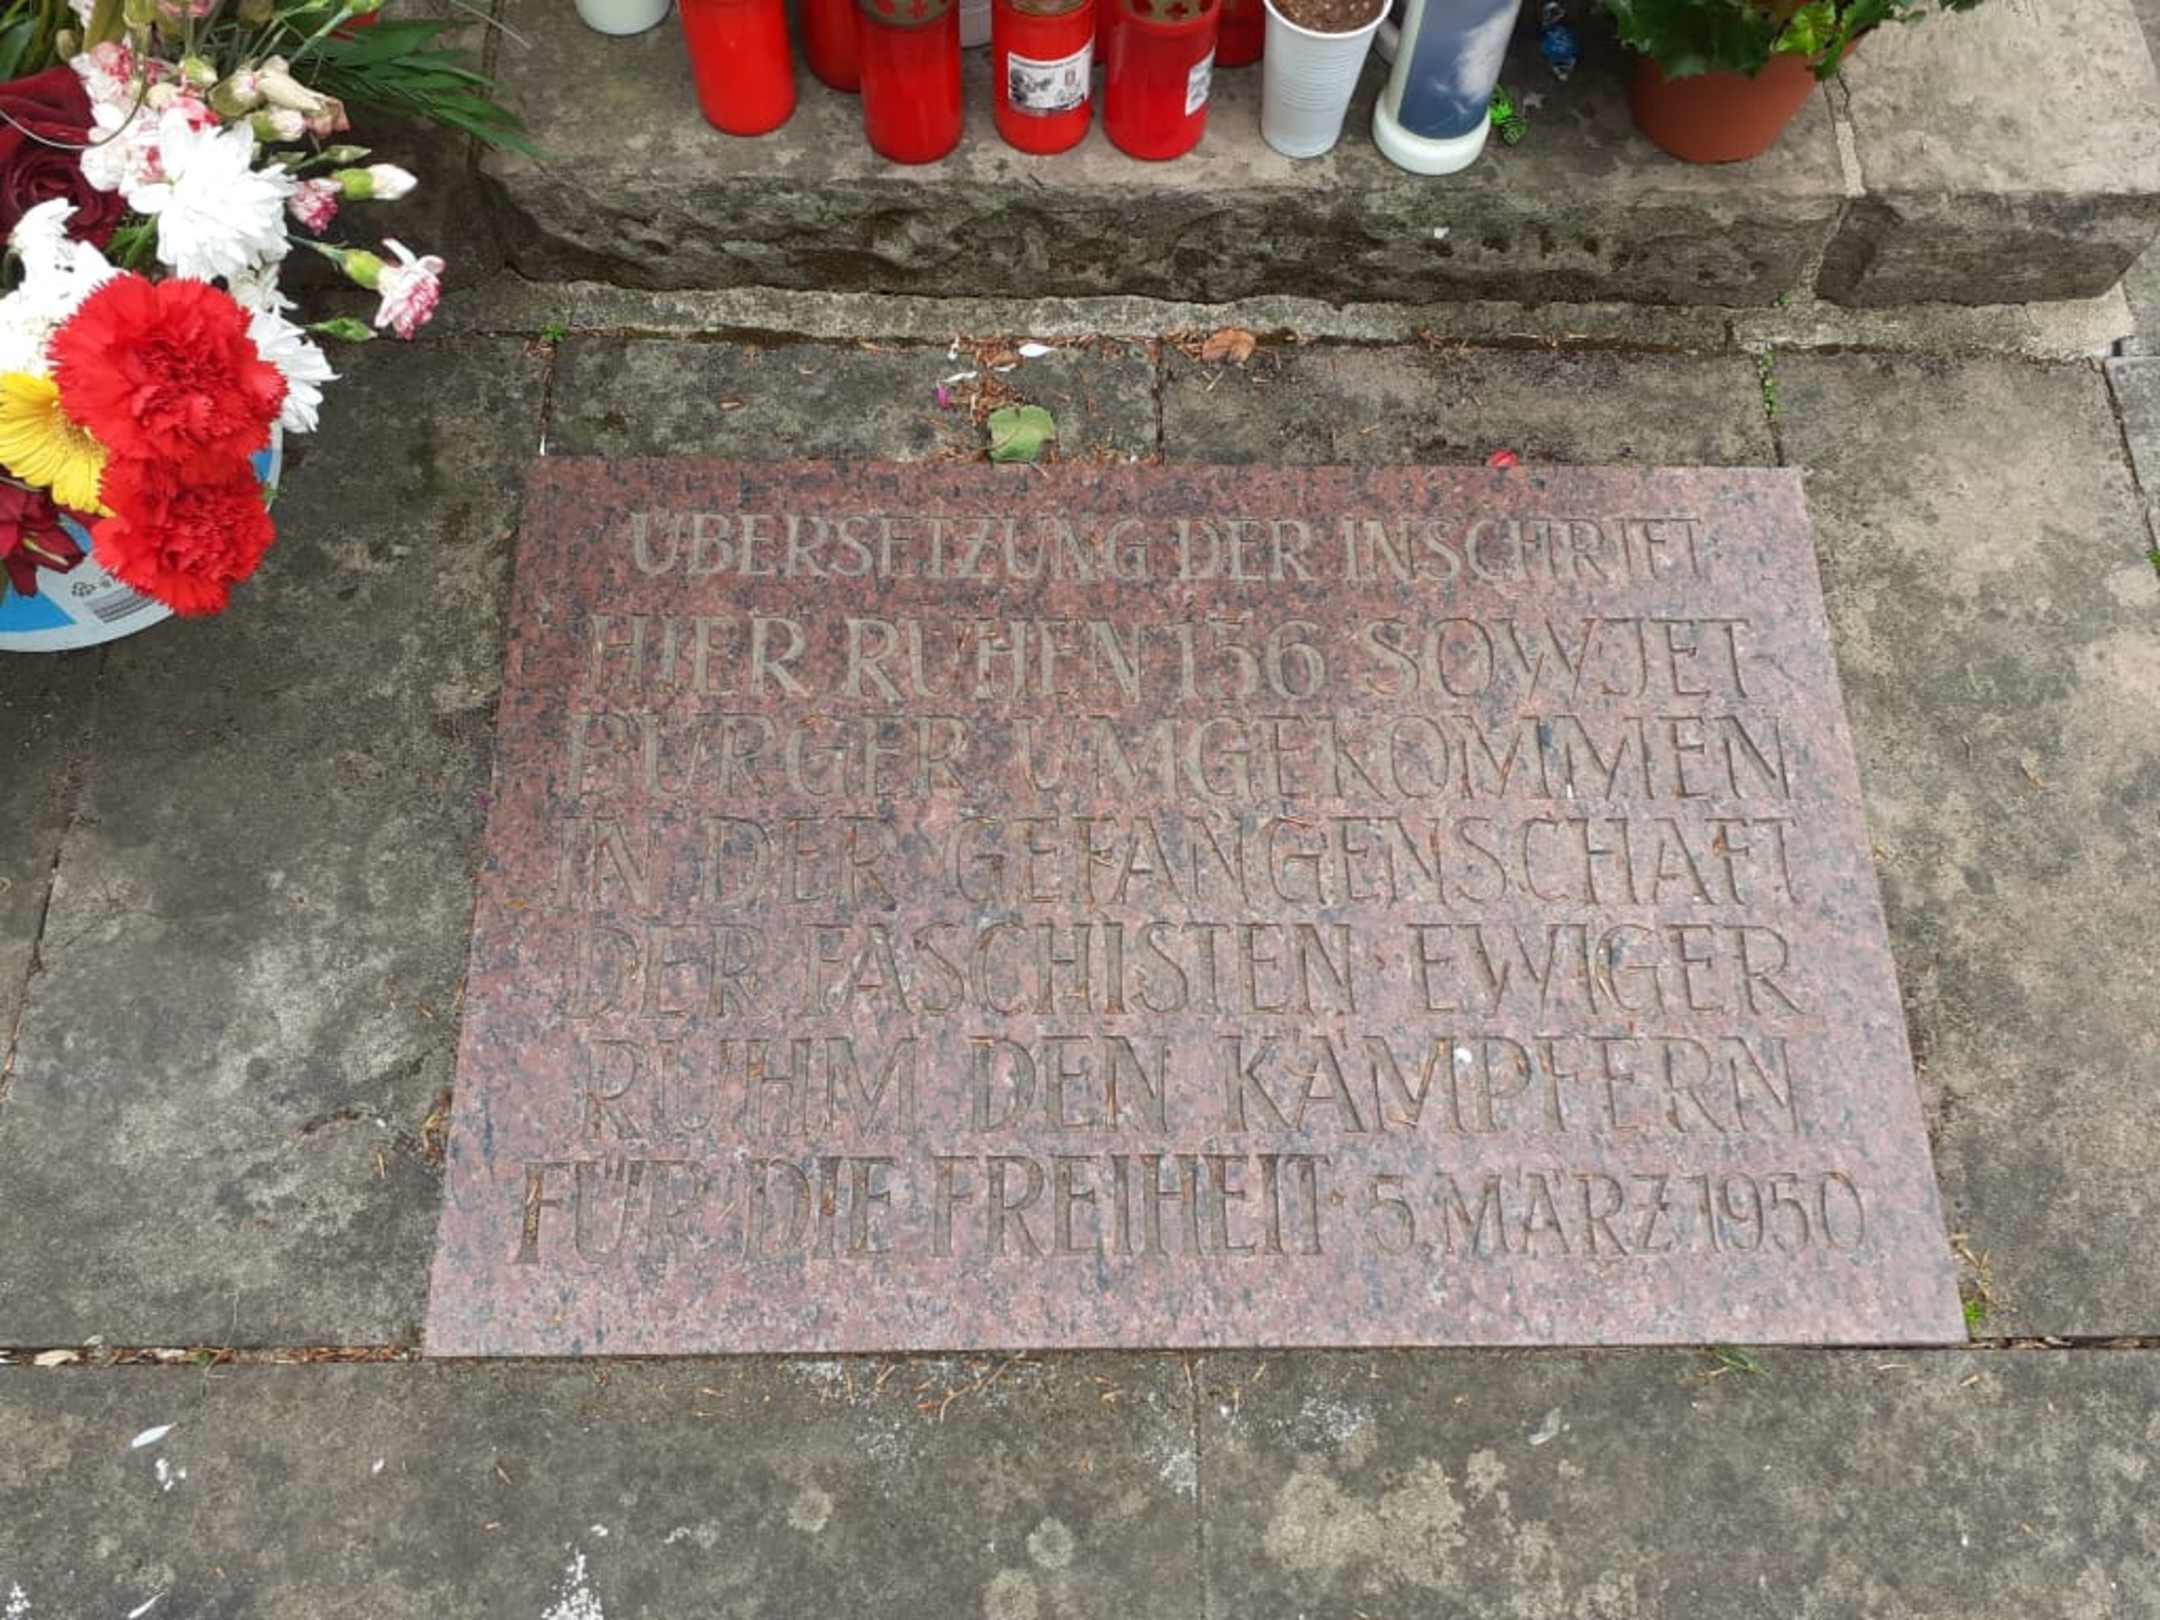 ÜBERSETZUNG DER INSCHRIFT
HIER RUHEN 156 SOWJET
BÜRGER UMGEKOMMEN
IN DER GEFANGENSCHAFT
DER FASCHISTEN · EWIGER
RUHM DEN KÄMPFERN
FÜR DIE FREIHEIT · 5. MÄRZ 1950